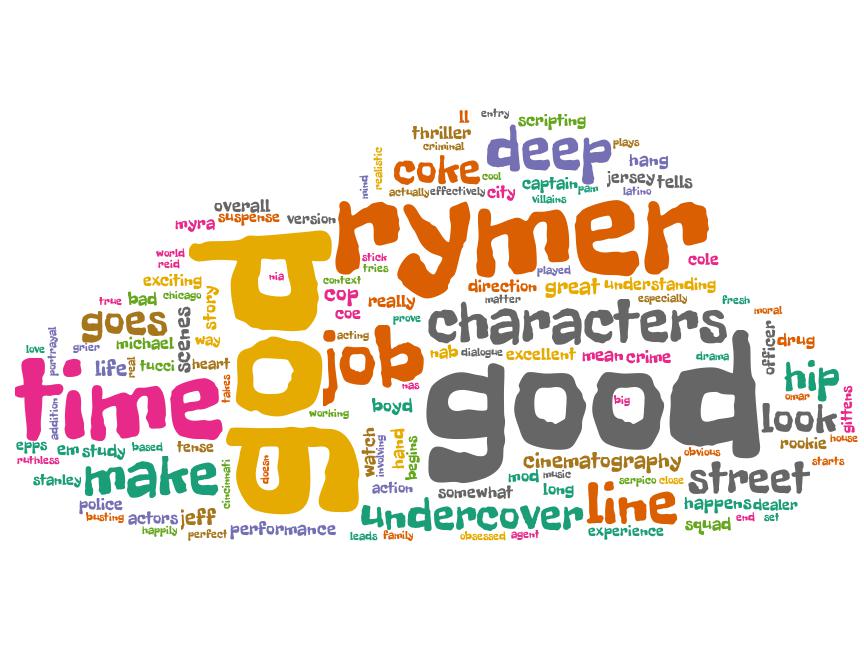 ll
entry
scripting
thriller
criminal
deep
plays
realistic
coke
cool
hang
mind
actually
effectively
city
captain
pam
jersey
tells
latino
villains
overall
myra
suspense
version
rymer
world
reid
god
nia
stick
tries
played
cole
exciting
context
direction
great
understanding
true
bad
chicago
story
cop
really
matter
especially
fresh
moral
coe
prove
goes
scenes
way
acting
characters
officer
drug
love
portrayal
grier
michael
job
nab
dialogue
excellent
mean
crime
drama
life
real
tucci
heart
takes
has
hip
omar
time
addition
working
boyd
good
big
look
gittens
epps
em
study
based
tense
watch
involving
hand
begins
rookie
house
ruthless
stanley
make
cincinnati
doesn
action
cinematography
obvious
starts
mod
music
serpico
close
street
somewhat
long
police
busting
actors
jeff
undercover
line
happens
dealer
happily
perfect
performance
leads
family
obsessed
agent
experience
squad
end
set